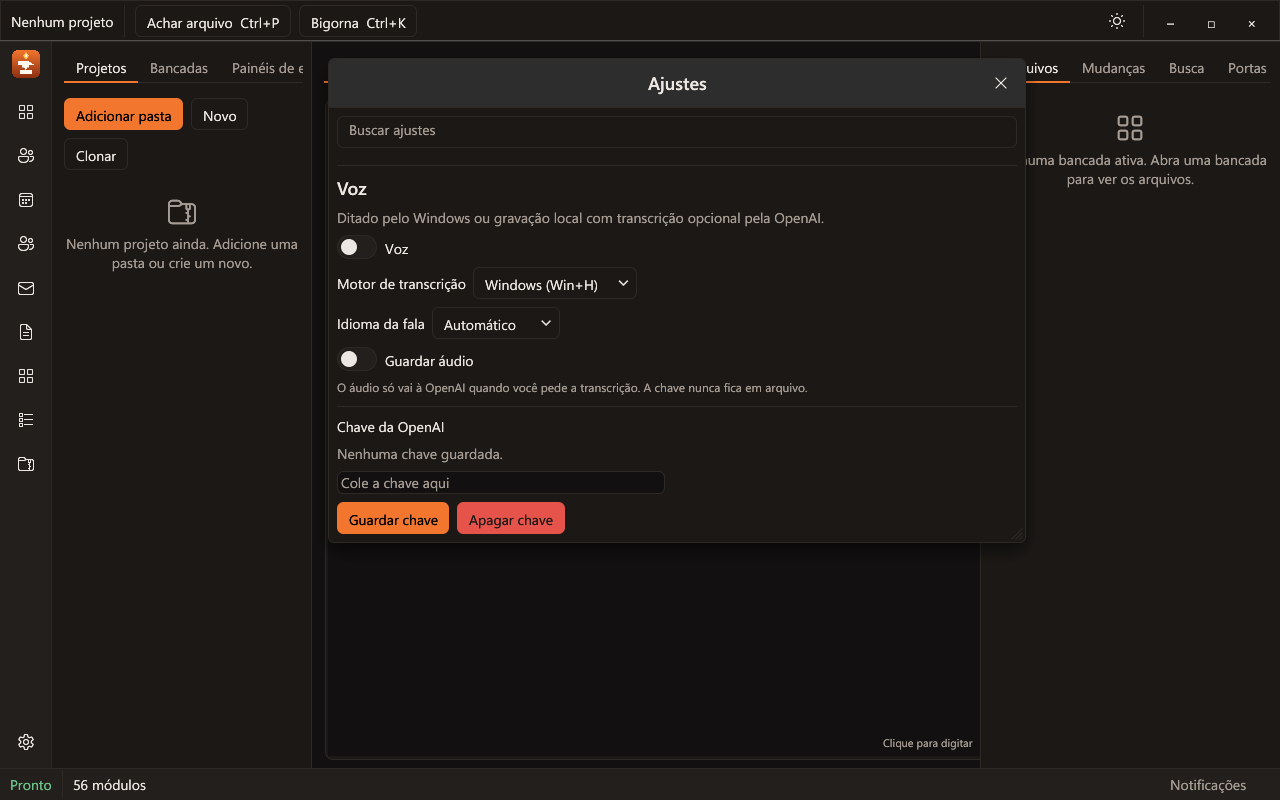 Nenhum projeto
Achar arquivo Ctrl+P
Bigorna Ctrl+K
Projetos
Bancadas
Painéis de e
Adicionar pasta
Novo
Clonar
Nenhum projeto ainda. Adicione uma
pasta ou crie um novo.
Ajustes
Buscar ajustes
Voz
Ditado pelo Windows ou gravação local com transcrição opcional pela OpenAI.
Voz
Motor de transcrição
Windows (Win+H)
Idioma da fala
Automático
Guardar áudio
O áudio só vai à OpenAI quando você pede a transcrição. A chave nunca fica em arquivo.
Chave da OpenAI
Nenhuma chave guardada.
Cole a chave aqui
Guardar chave
Apagar chave
Clique para digitar
uivos
Mudanças
Busca
Portas
uma bancada ativa. Abra uma bancada
para ver os arquivos.
Pronto
56 módulos
Notificações